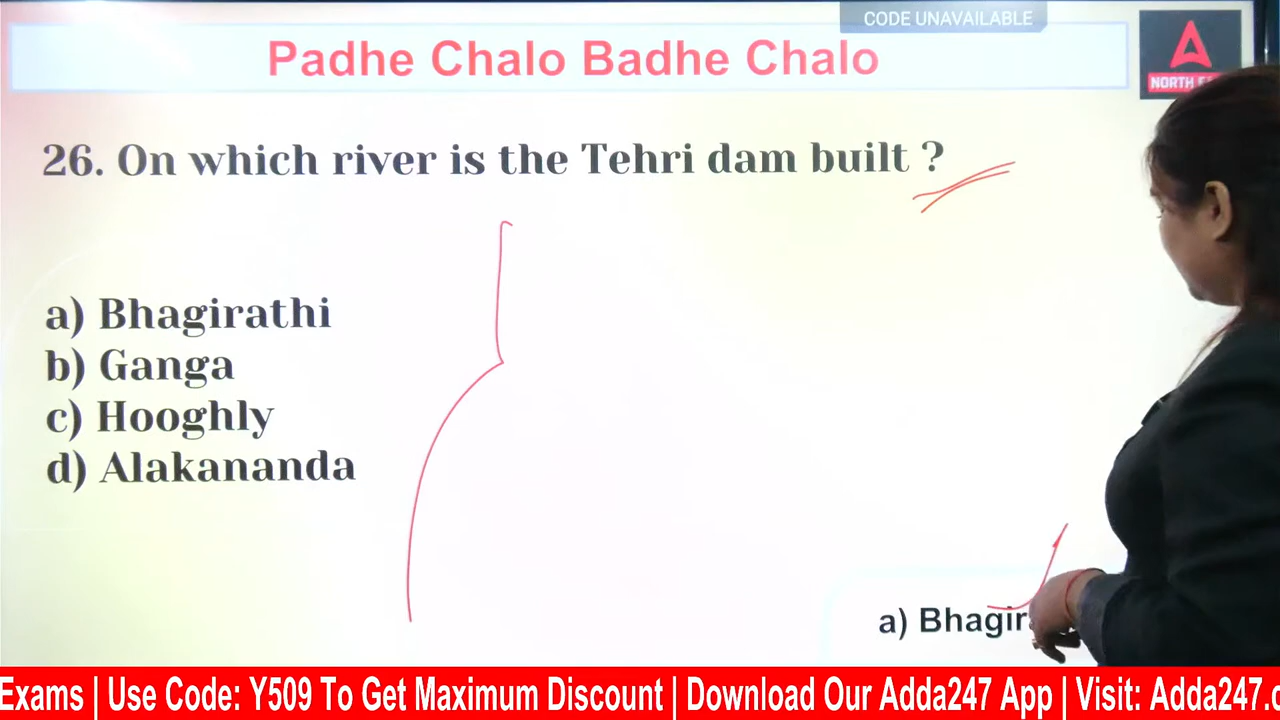 CODE UNAVAILABLE
Padhe Chalo Badhe Chalo
NORTH
26. On which river is the Tehri dam built ?
a) Bhagirathi
b) Ganga
c) Hooghly
d) Alakananda
a) Bhagir
Exams | Use Code: Y509 To Get Maximum Discount | Download Our Adda247 App | Visit: Adda247.c